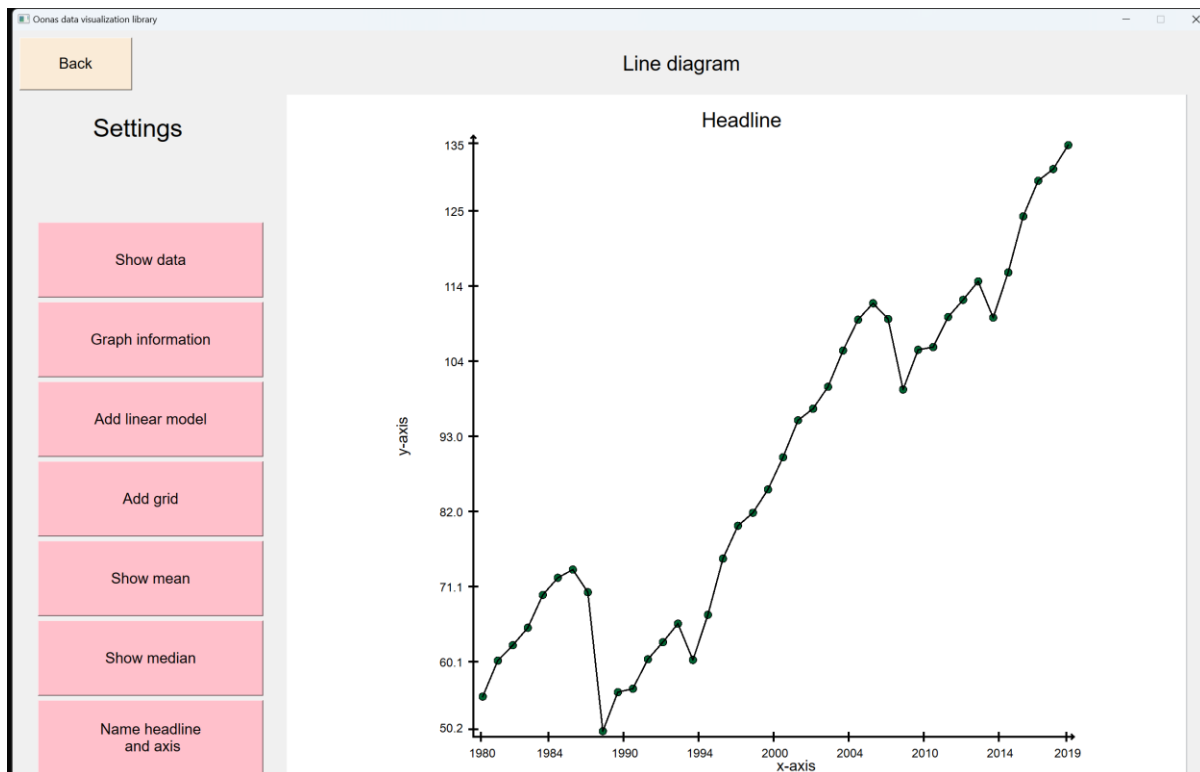 Oonas data visualization library
Back
Line diagram
Settings
Show data
Graph information
Add linear model
Add grid
Show mean
Show median
Name headline
and axis
Headline
135
125
114
104
93.0
82.0
71.1
60.1
50.2
y-axis
1980 1984 1990 1994 2000 2004 2010 2014 2019
x-axis